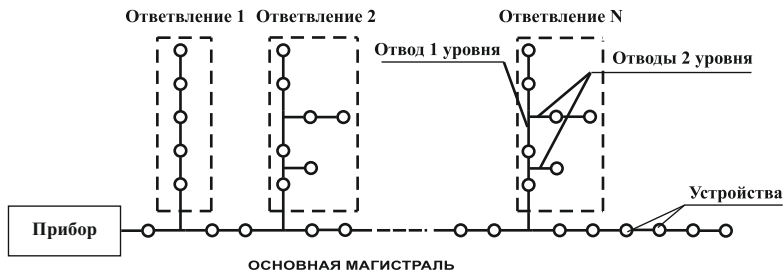 Ответвление 1
Ответвление 2
Ответвление N
Отвод 1 уровня
Отводы 2 уровня
Устройства
Прибор
ОСНОВНАЯ МАГИСТРАЛЬ